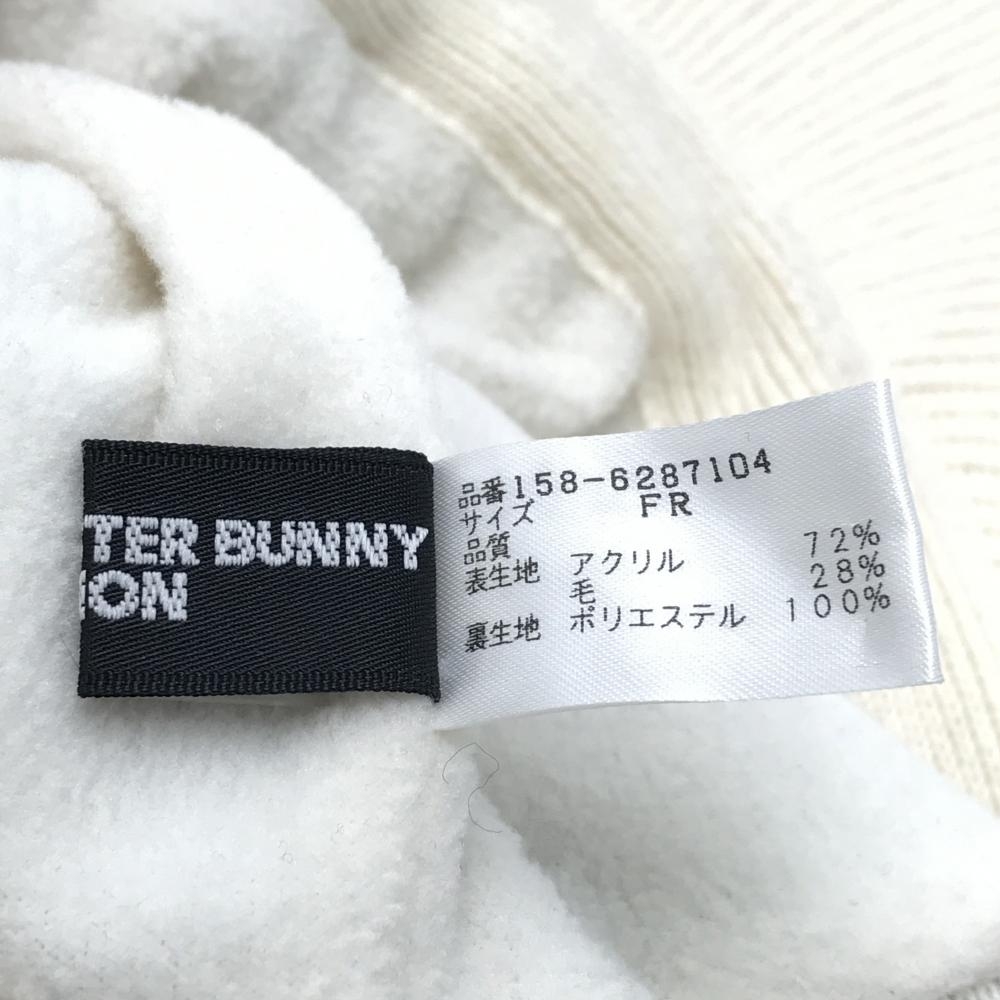 TER BUNNY
ION
品番158-6287104
サイズ FR
品質
表生地 アクリル 72%
毛 28%
裏生地 ポリエステル 100%